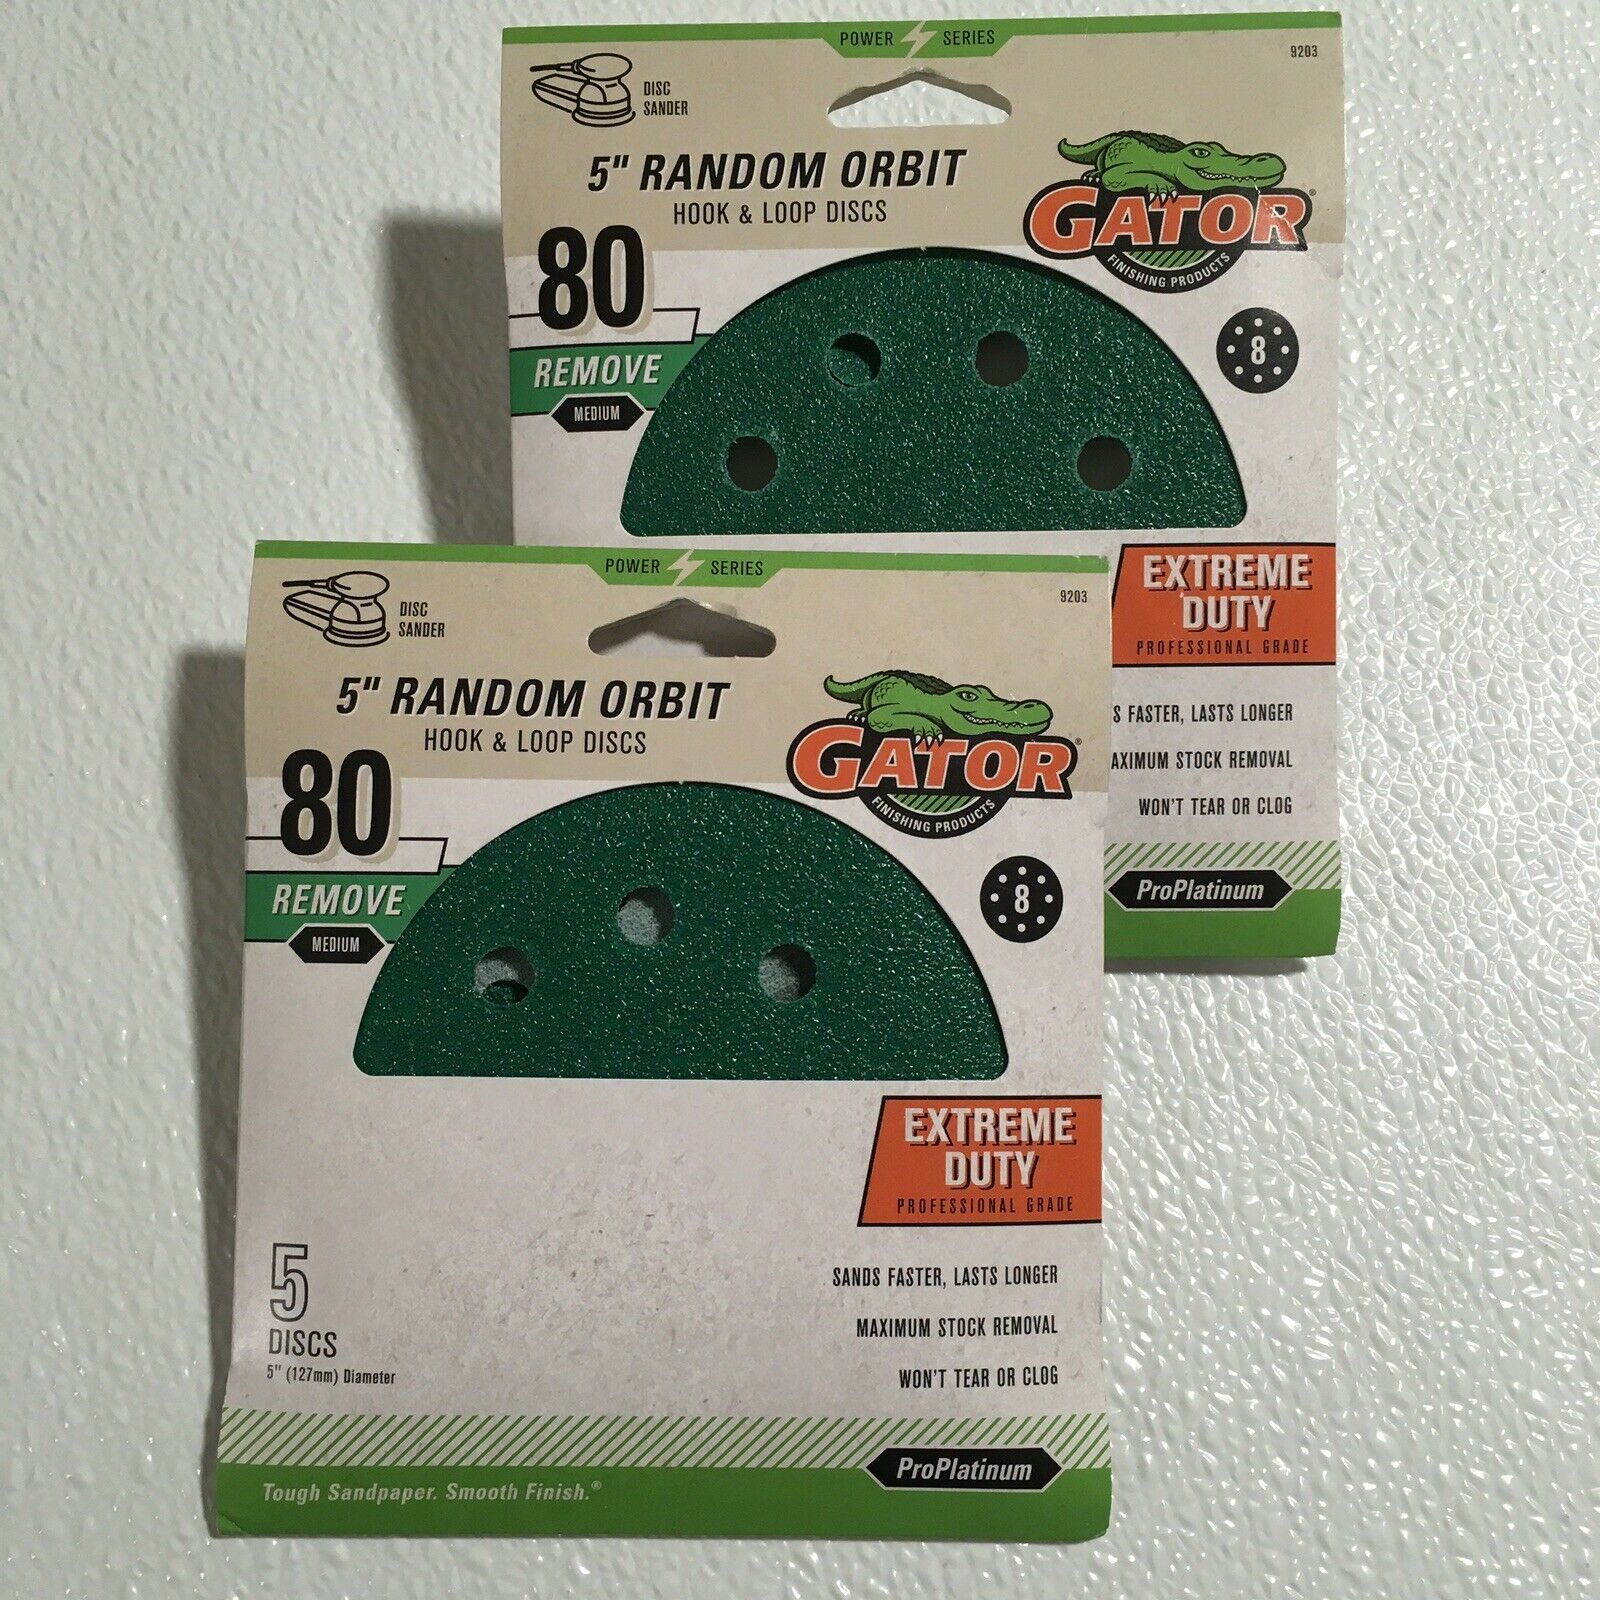 POWER SERIES
9203
DISC
SANDER
5" RANDOM ORBIT
HOOK & LOOP DISCS
GATOR®
FINISHING PRODUCTS
80
REMOVE
MEDIUM
8
EXTREME
DUTY
PROFESSIONAL GRADE
S FASTER, LASTS LONGER
AXIMUM STOCK REMOVAL
WON'T TEAR OR CLOG
ProPlatinum
POWER SERIES
9203
DISC
SANDER
5" RANDOM ORBIT
HOOK & LOOP DISCS
GATOR®
FINISHING PRODUCTS
80
REMOVE
MEDIUM
8
EXTREME
DUTY
PROFESSIONAL GRADE
5
DISCS
5" (127mm) Diameter
SANDS FASTER, LASTS LONGER
MAXIMUM STOCK REMOVAL
WON'T TEAR OR CLOG
ProPlatinum
Tough Sandpaper. Smooth Finish.®